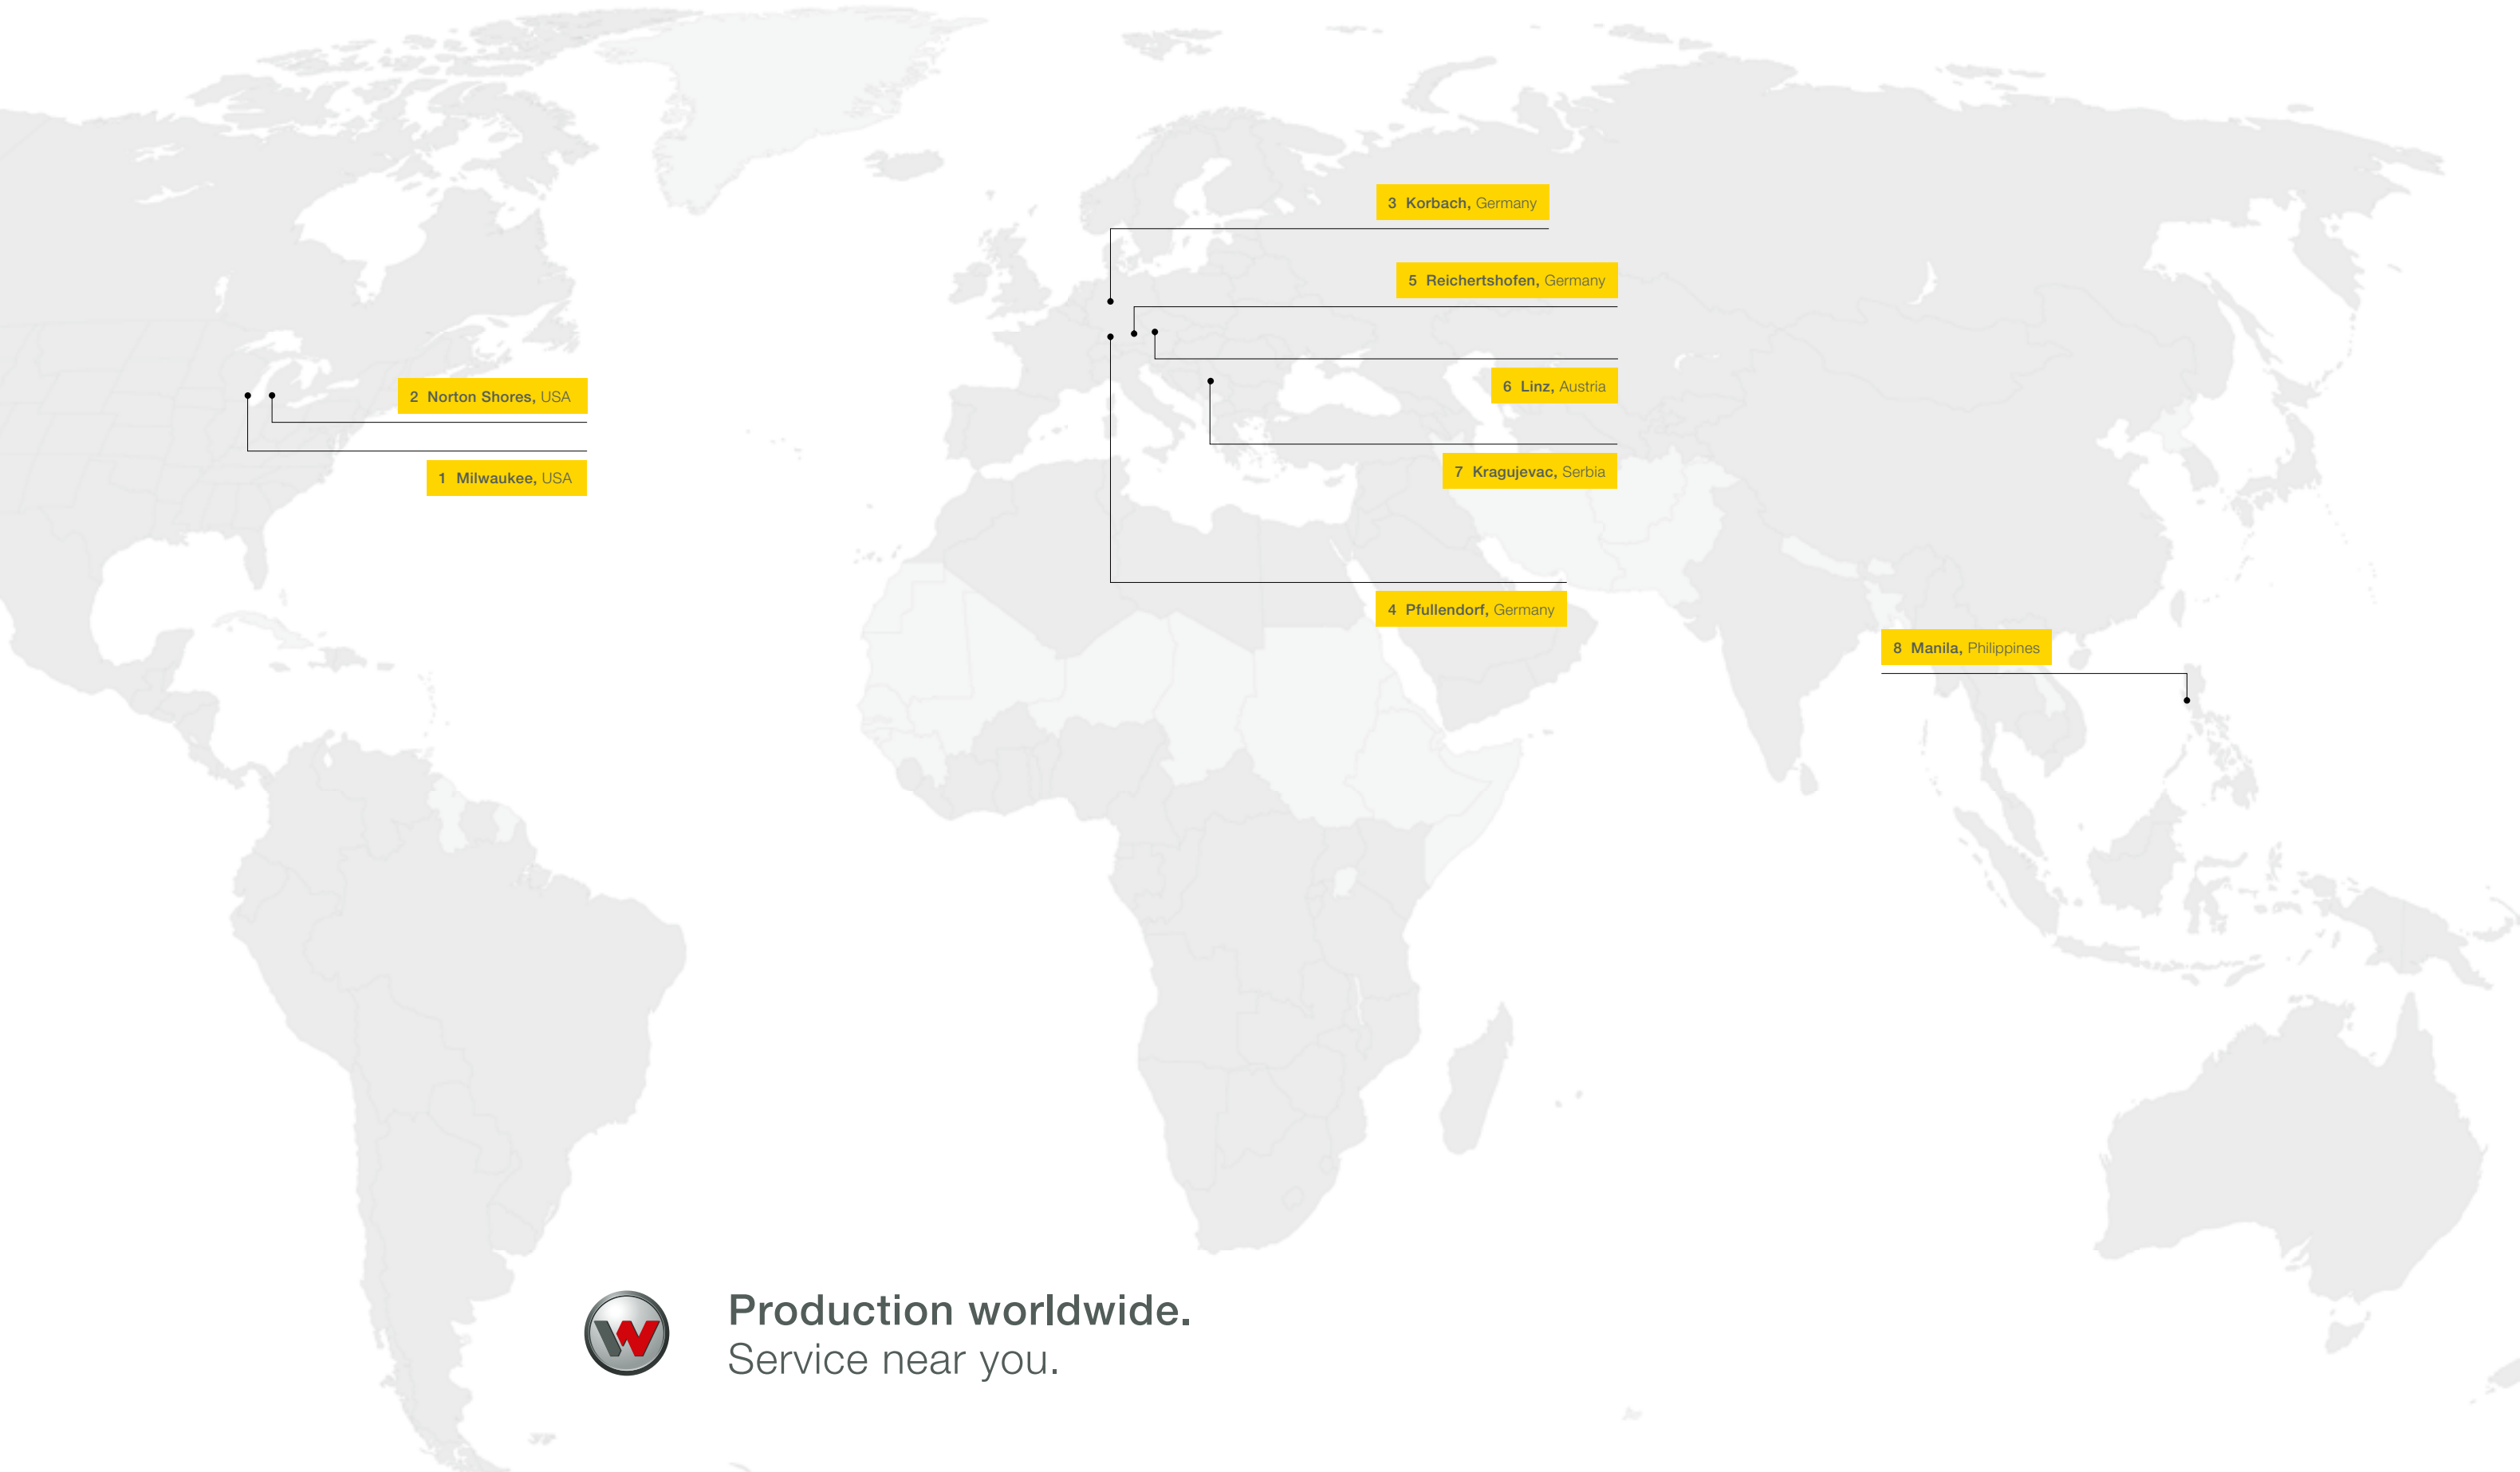 3 Korbach, Germany
5 Reichertshofen, Germany
2 Norton Shores, USA
6 Linz, Austria
1 Milwaukee, USA
7 Kragujevac, Serbia
4 Pfullendorf, Germany
8 Manila, Philippines
W
Production worldwide.
Service near you.